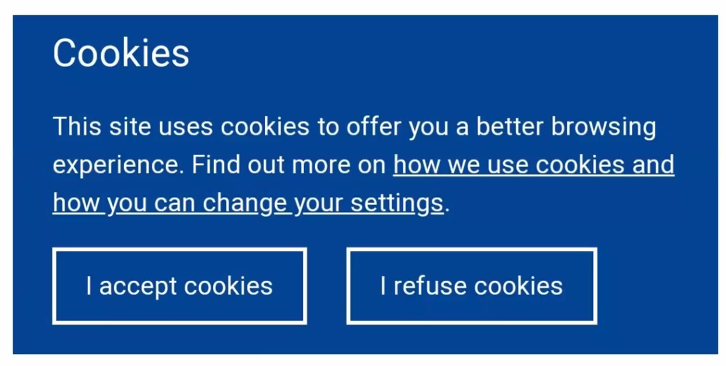 Cookies
This site uses cookies to offer you a better browsing
experience. Find out more on how we use cookies and
how you can change your settings.
I accept cookies
I refuse cookies